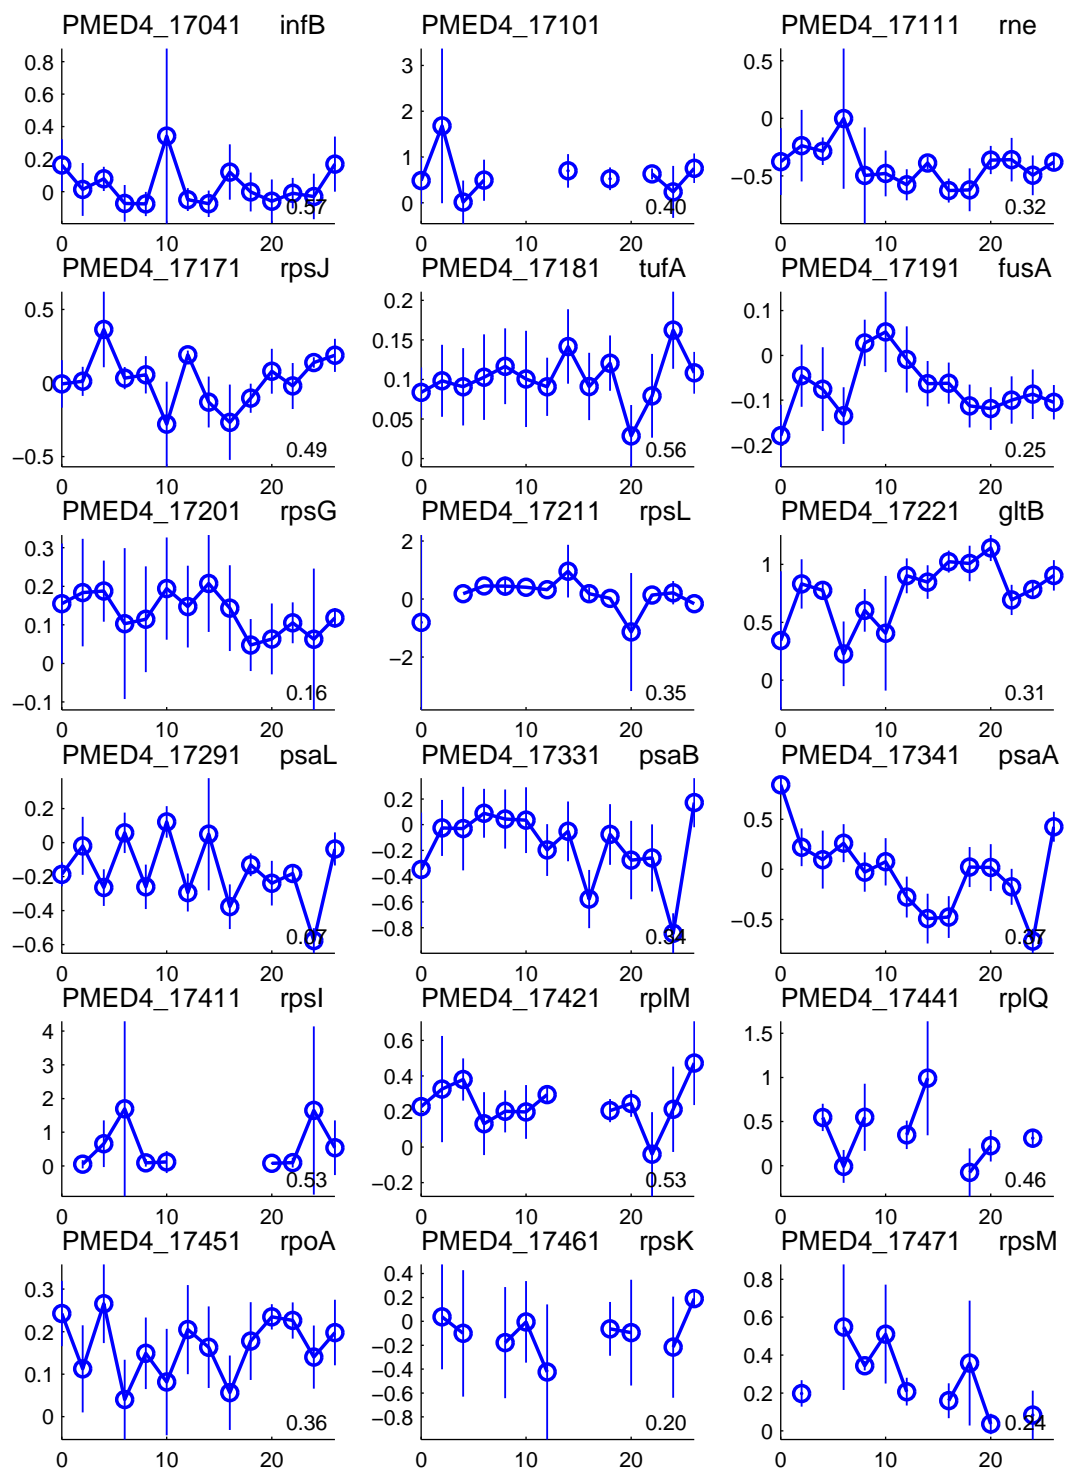 PMED4_17041 infB PMED4_17101 PMED4_17111 rne
0.8 0.6 0.4 0.2 0 0.57 3 2 1 0 0.40 0.5 0 −0.5 0.32
0 10 20 0 20 0 20
PMED4_17171 rpsJ PMED4_17181 tufA PMED4_17191 fusA
0.5 0 −0.5 0.49 0.2 0.15 0.1 0.05 0 0.56 0.1 0 −0.1 −0.2 0.25
0 10 20 0 20 0 20
PMED4_17201 rpsG PMED4_17211 rpsL PMED4_17221 gltB
0.3 0.2 0.1 0 −0.1 0.16 2 0 −2 0.35 1 0.5 0 0.31
0 10 20 0 20 0 20
PMED4_17291 psaL PMED4_17331 psaB PMED4_17341 psaA
0.2 0 −0.2 −0.4 −0.6 0.2 0 −0.2 −0.4 −0.6 −0.8 0.34 0.5 0 −0.5 0.37
0 10 20 0 20 0 20
PMED4_17411 rpsI PMED4_17421 rplM PMED4_17441 rplQ
4 3 2 1 0 0.53 0.6 0.4 0.2 0 −0.2 0.53 1.5 1 0.5 0 0.46
0 10 20 0 20 0 20
PMED4_17451 rpoA PMED4_17461 rpsK PMED4_17471 rpsM
0.3 0.2 0.1 0 0.36 0.4 0.2 0 −0.2 −0.4 −0.6 −0.8 0.20 0.8 0.6 0.4 0.2 0 0.24
0 10 20 0 20 0 20